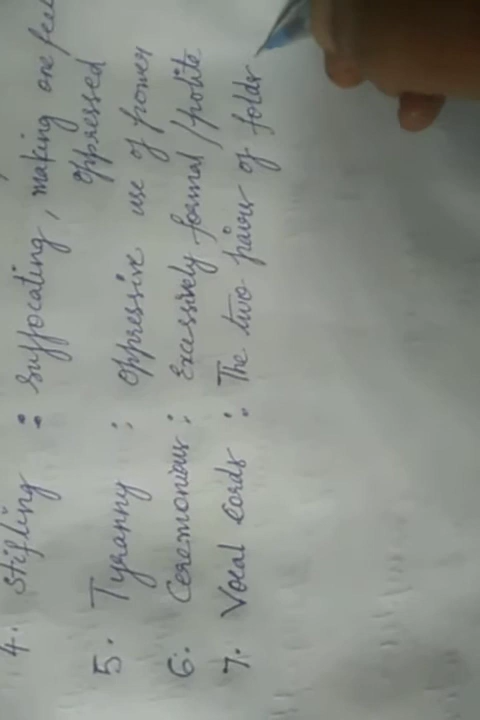 4. Stifling : suffocating, making one feel
oppressed
5. Tyranny : oppressive use of power
6. Ceremonious : Excessively formal / polite
7. Vocal cords : The two pairs of folds